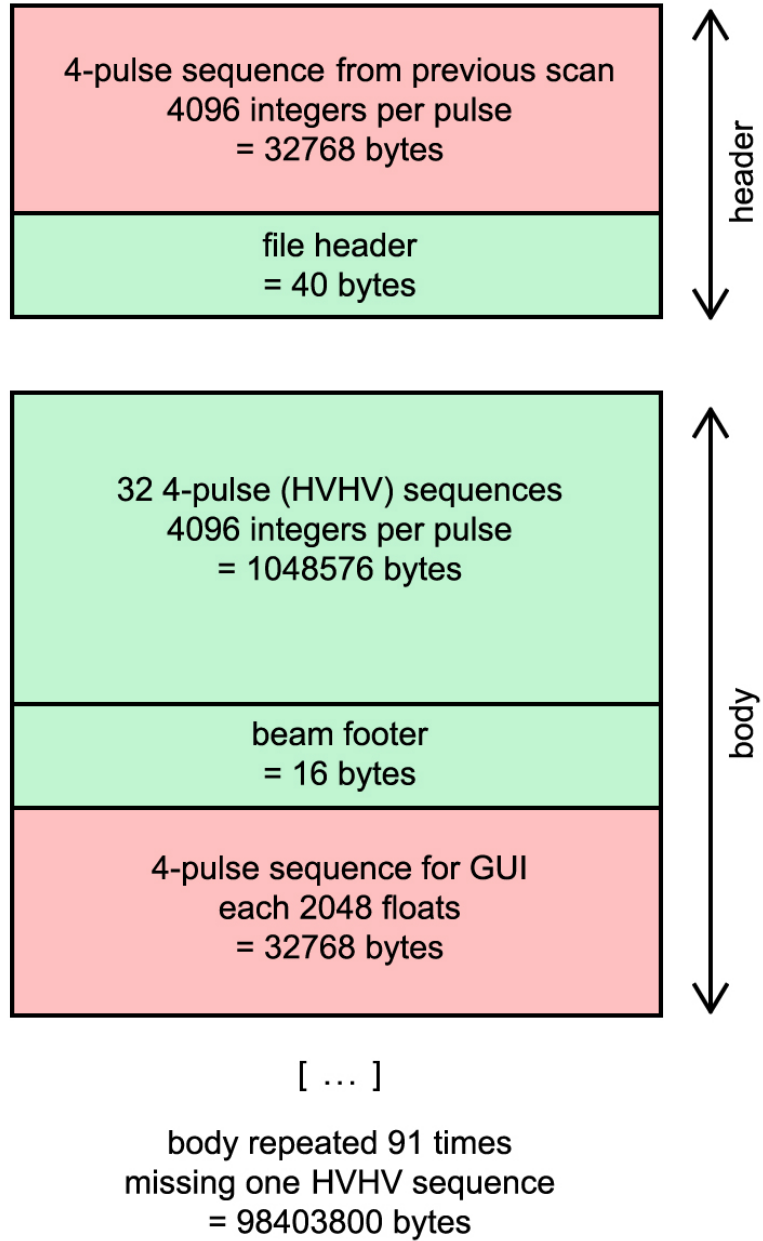 4-pulse sequence from previous scan
4096 integers per pulse
= 32768 bytes
header
file header
= 40 bytes
32 4-pulse (HVHV) sequences
4096 integers per pulse
= 1048576 bytes
body
beam footer
= 16 bytes
4-pulse sequence for GUI
each 2048 floats
= 32768 bytes
[ … ]
body repeated 91 times
missing one HVHV sequence
= 98403800 bytes